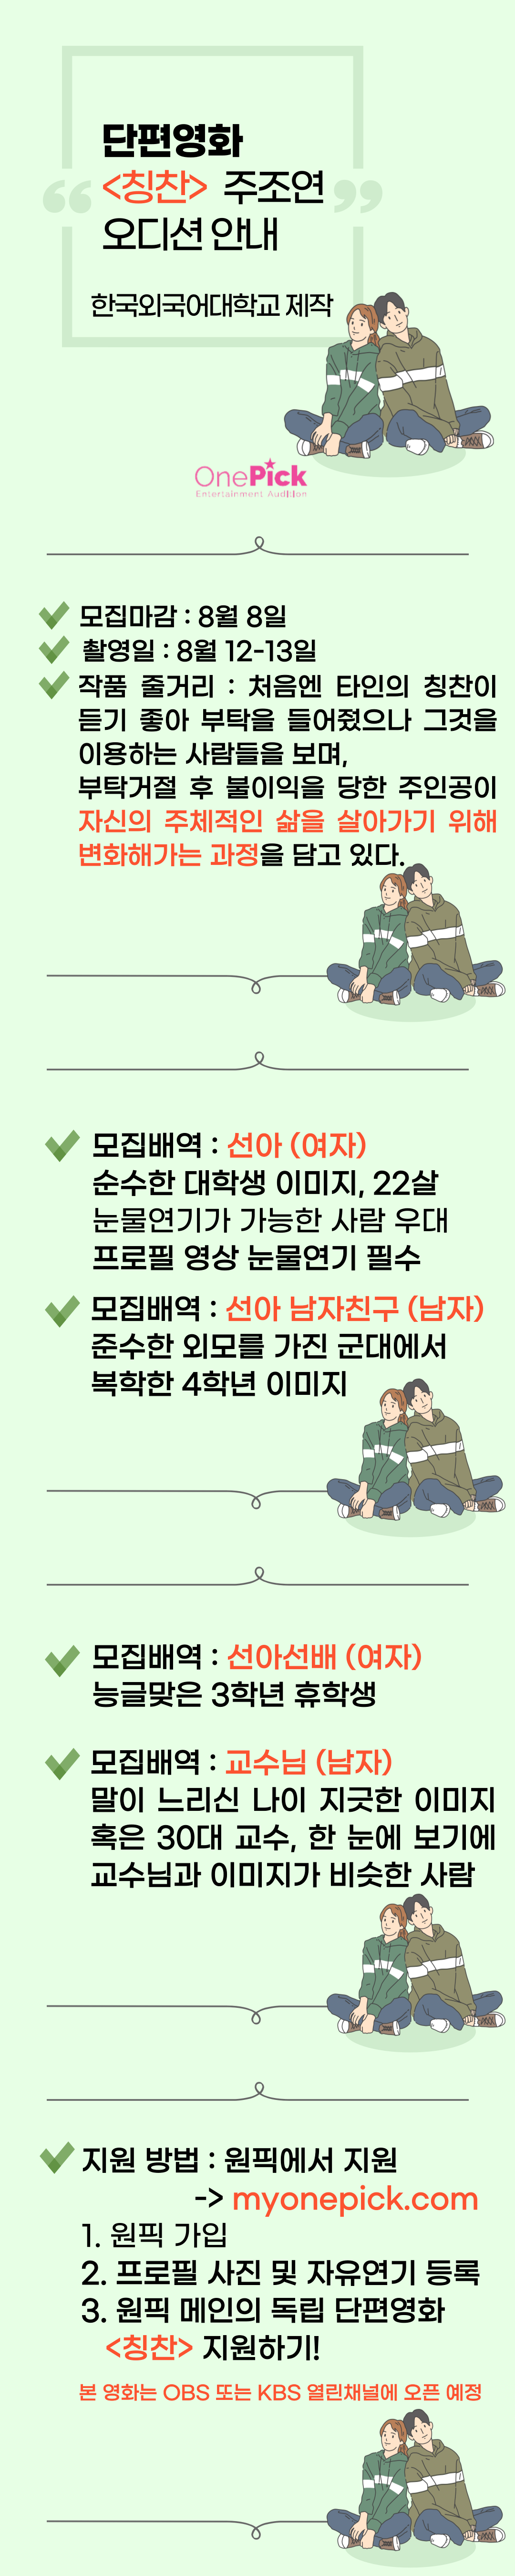 단편영화
<칭찬> 주조연
오디션 안내
한국외국어대학교 제작
OnePick
Entertainment Audition
모집마감 : 8월 8일
촬영일 : 8월 12-13일
작품 줄거리 : 처음엔 타인의 칭찬이
듣기 좋아 부탁을 들어줬으나 그것을
이용하는 사람들을 보며,
부탁거절 후 불이익을 당한 주인공이
자신의 주체적인 삶을 살아가기 위해
변화해가는 과정을 담고 있다.
모집배역 : 선아 (여자)
순수한 대학생 이미지, 22살
눈물연기가 가능한 사람 우대
프로필 영상 눈물연기 필수
모집배역 : 선아 남자친구 (남자)
준수한 외모를 가진 군대에서
복학한 4학년 이미지
모집배역 : 선아선배 (여자)
능글맞은 3학년 휴학생
모집배역 : 교수님 (남자)
말이 느리신 나이 지긋한 이미지
혹은 30대 교수, 한 눈에 보기에
교수님과 이미지가 비슷한 사람
지원 방법 : 원픽에서 지원
-> myonepick.com
1. 원픽 가입
2. 프로필 사진 및 자유연기 등록
3. 원픽 메인의 독립 단편영화
<칭찬> 지원하기!
본 영화는 OBS 또는 KBS 열린채널에 오픈 예정